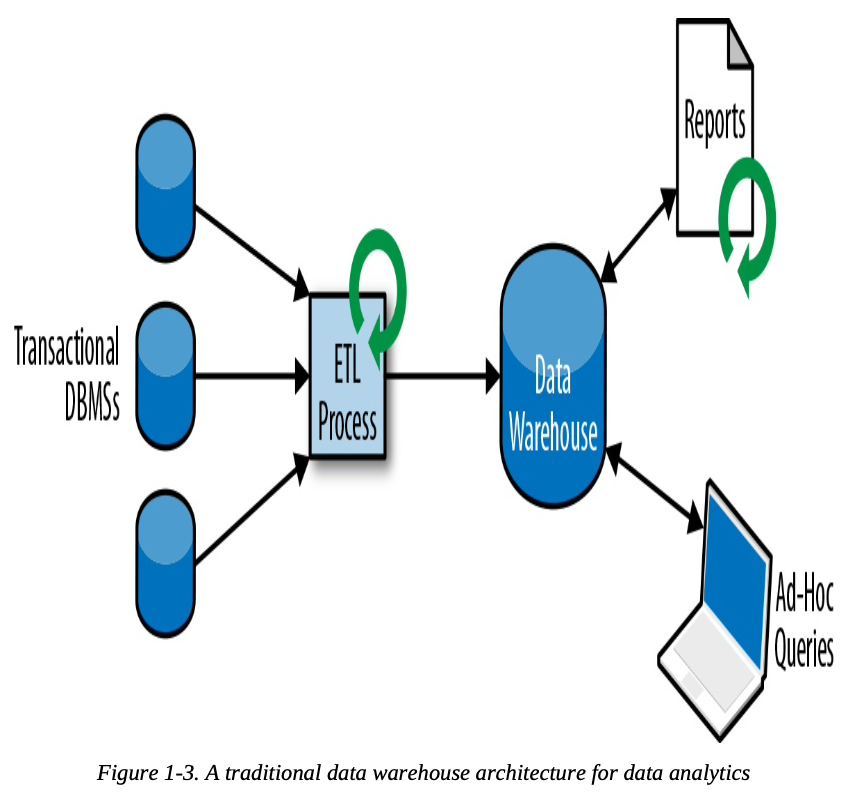 Transactional
DBMSs
ETL
Process
Data
Warehouse
Reports
Ad-Hoc
Queries
Figure 1-3. A traditional data warehouse architecture for data analytics